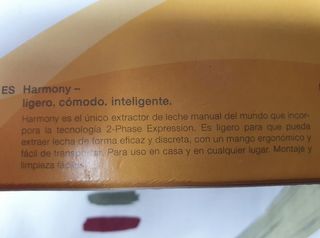 ES Harmony –
ligero. cómodo. inteligente.
Harmony es el único extractor de leche manual del mundo que incor-
pora la tecnología 2-Phase Expression. Es ligero para que pueda
extraer leche de forma eficaz y discreta, con un mango ergonómico y
fácil de transportar. Para uso en casa y en cualquier lugar. Montaje y
limpieza fácil